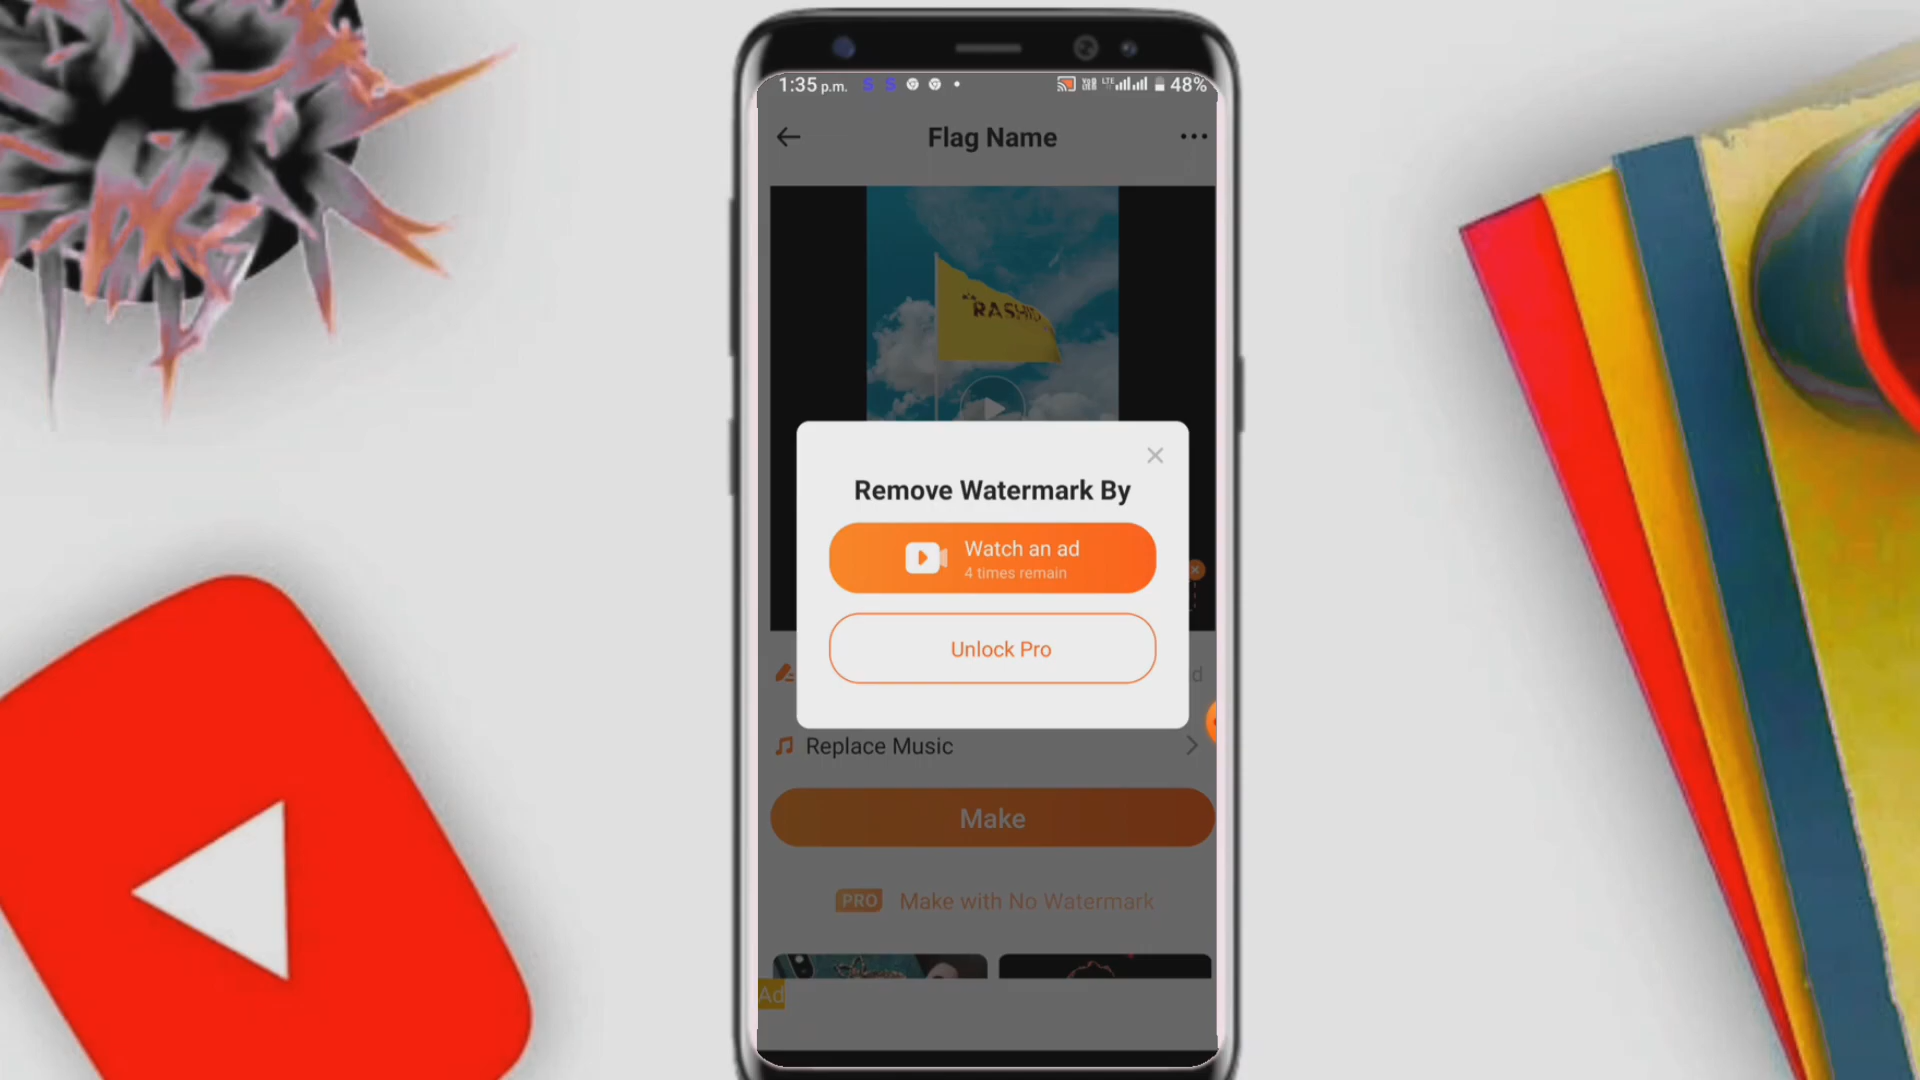 1:35 p.m.
48%
Flag Name
RASHID
Remove Watermark By
Watch an ad
4 times remain
Unlock Pro
d
Replace Music
Make
PRO Make with No Watermark
Ad